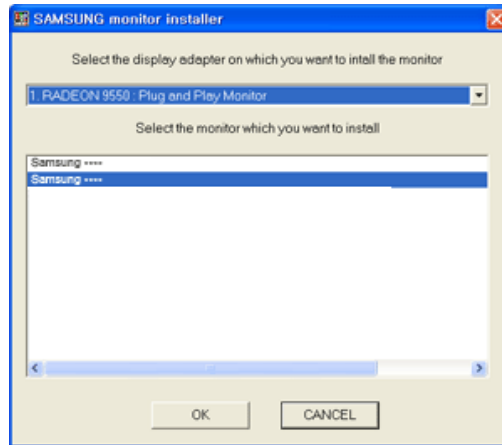 SAMSUNG monitor installer
Select the display adapter on which you want to intall the monitor
1. RADEON 9550 : Plug and Play Monitor
Select the monitor which you want to install
Samsung ----
Samsung ----
OK
CANCEL